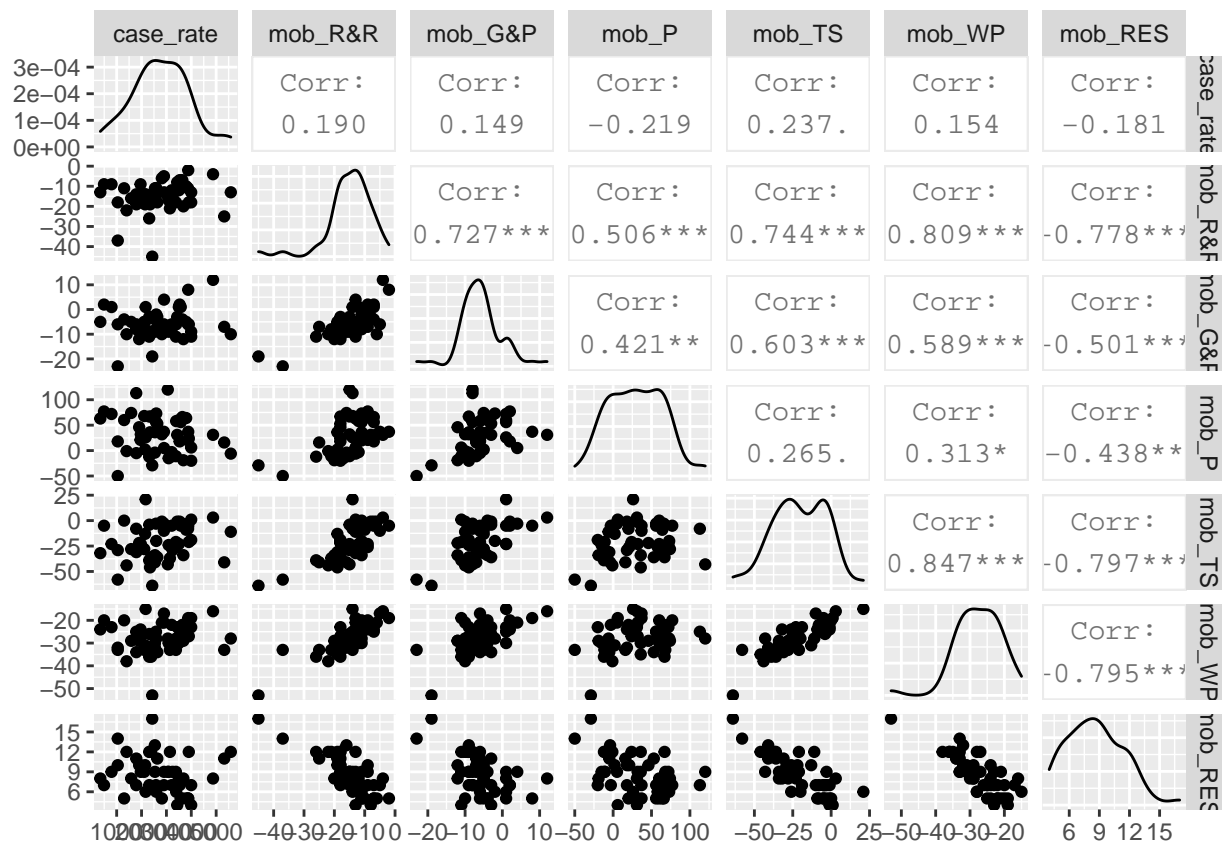 case_rate mob_R&R mob_G&P mob_P mob_TS mob_WP mob_RES
3e−04
2e−04
1e−04
0e+00
Corr:
0.190
Corr:
0.149
Corr:
−0.219
Corr:
0.237.
Corr:
0.154
Corr:
−0.181
case_rate
0
−10
−20
−30
−40
Corr:
0.727***
Corr:
0.506***
Corr:
0.744***
Corr:
0.809***
Corr:
-0.778***
mob_R&R
10
0
−10
−20
Corr:
0.421**
Corr:
0.603***
Corr:
0.589***
Corr:
-0.501***
mob_G&P
100
50
0
−50
Corr:
0.265.
Corr:
0.313*
Corr:
-0.438**
mob_P
25
0
−25
−50
Corr:
0.847***
Corr:
-0.797***
mob_TS
−20
−30
−40
−50
Corr:
-0.795***
mob_WP
15
12
9
6
mob_RES
−40 −30 −20 −10 0
−20 −10 0 10
−50 0 50 100
−50 −25 0 25
−50 −40 −30 −20
6 9 12 15